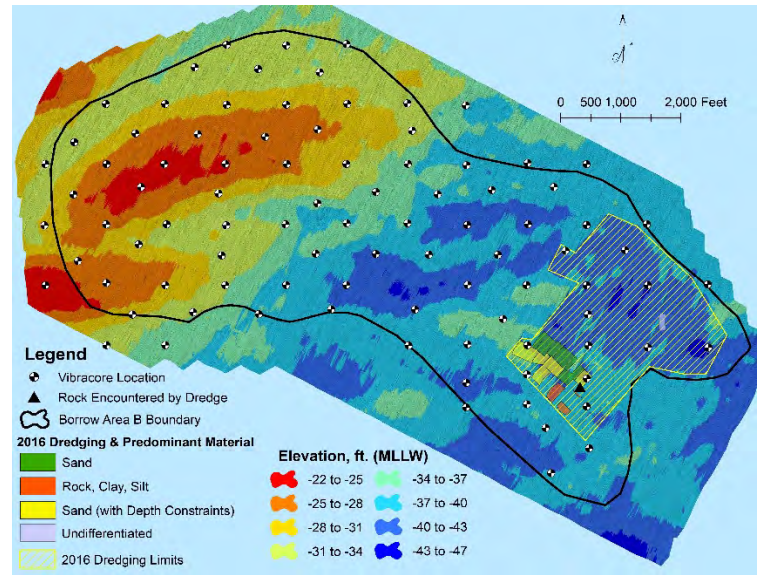 0 500 1,000 2,000 Feet
Legend
Vibracore Location
Rock Encountered by Dredge
Borrow Area B Boundary
2016 Dredging & Predominant Material
Sand
Rock, Clay, Silt
Sand (with Depth Constraints)
Undifferentiated
2016 Dredging Limits
Elevation, ft. (MLLW)
-22 to -25
-25 to -28
-28 to -31
-31 to -34
-34 to -37
-37 to -40
-40 to -43
-43 to -47